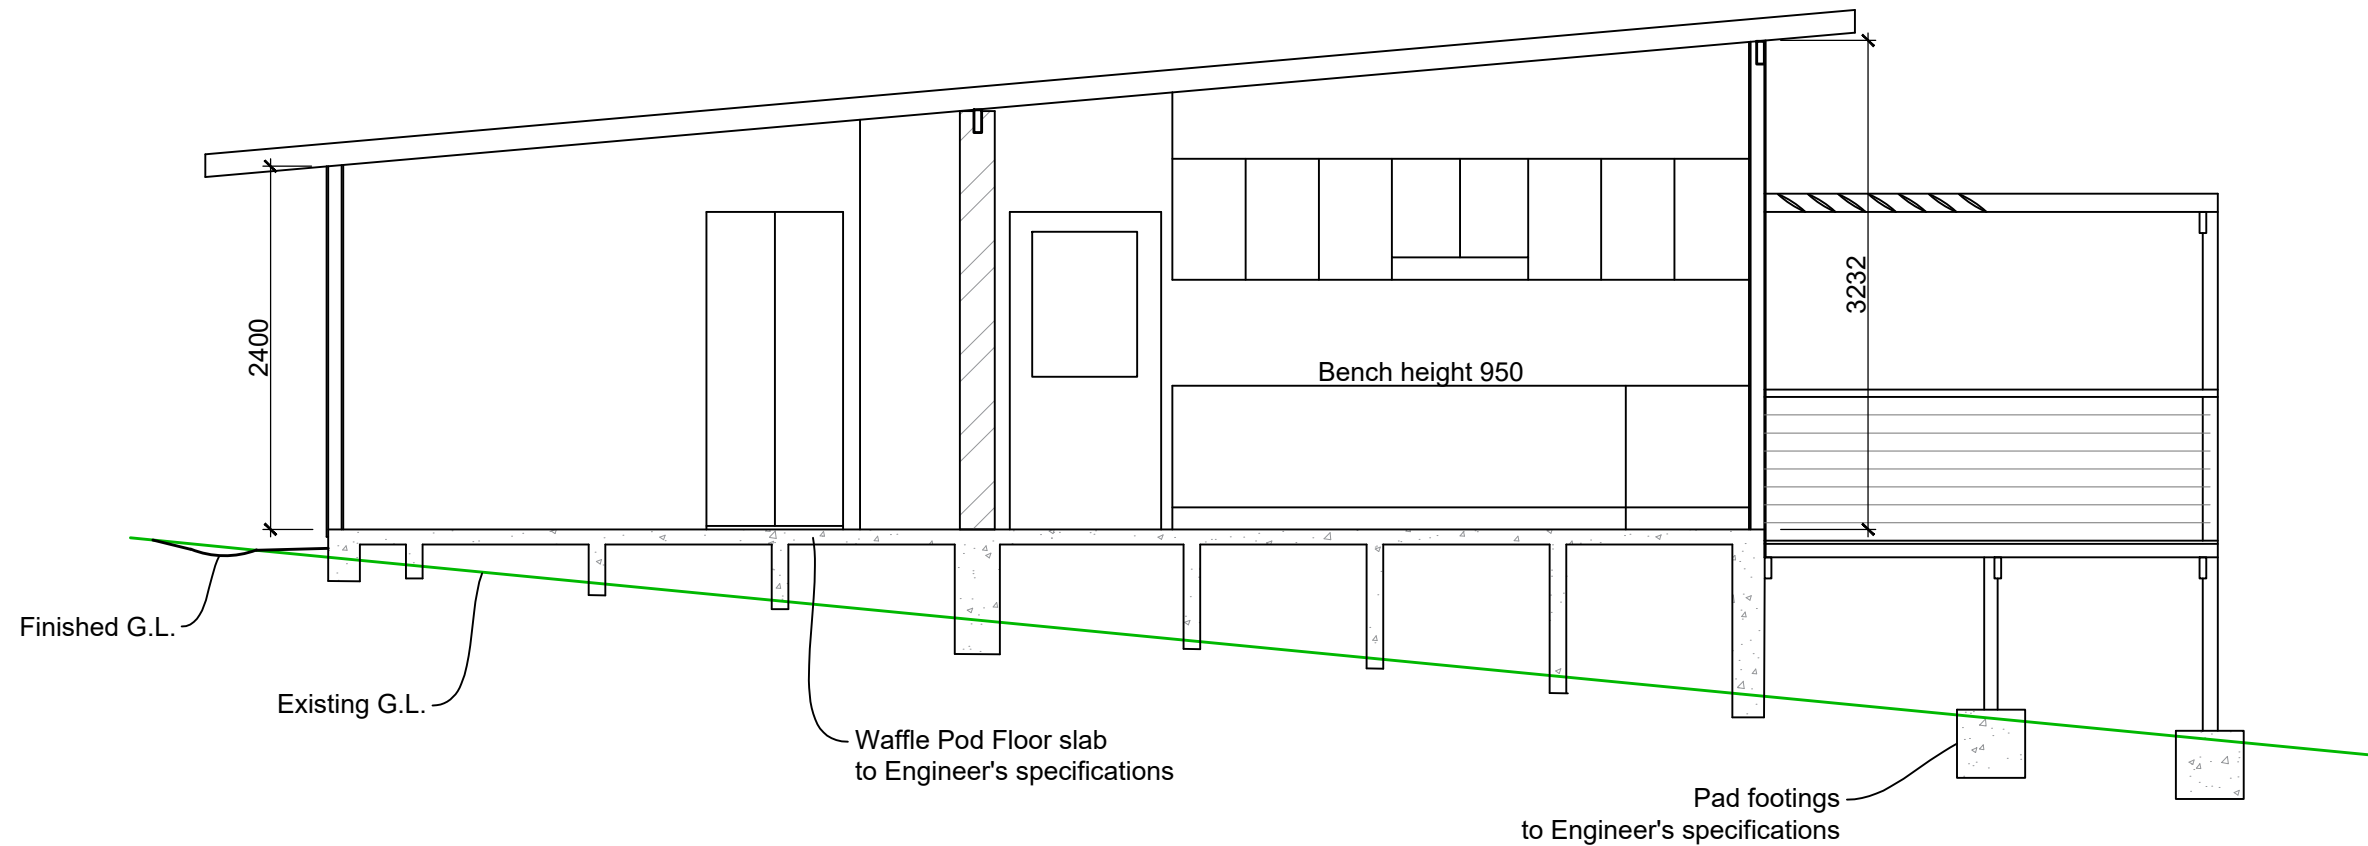 2400
3232
Bench height 950
Finished G.L.
Existing G.L.
Waffle Pod Floor slab
to Engineer's specifications
Pad footings
to Engineer's specifications